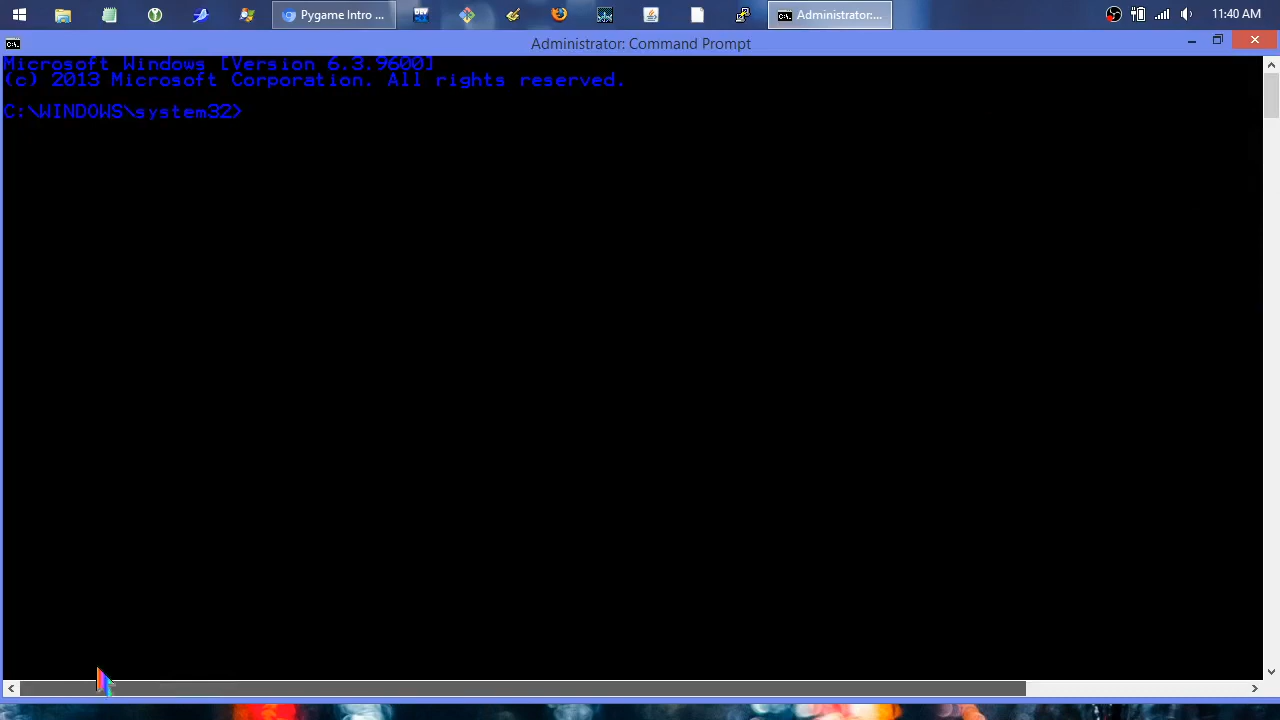 Pygame Intro ...
Administrator:...
11:40 AM
Administrator: Command Prompt
Microsoft Windows [Version 6.3.9600]
(c) 2013 Microsoft Corporation. All rights reserved.
C:\WINDOWS\system32>